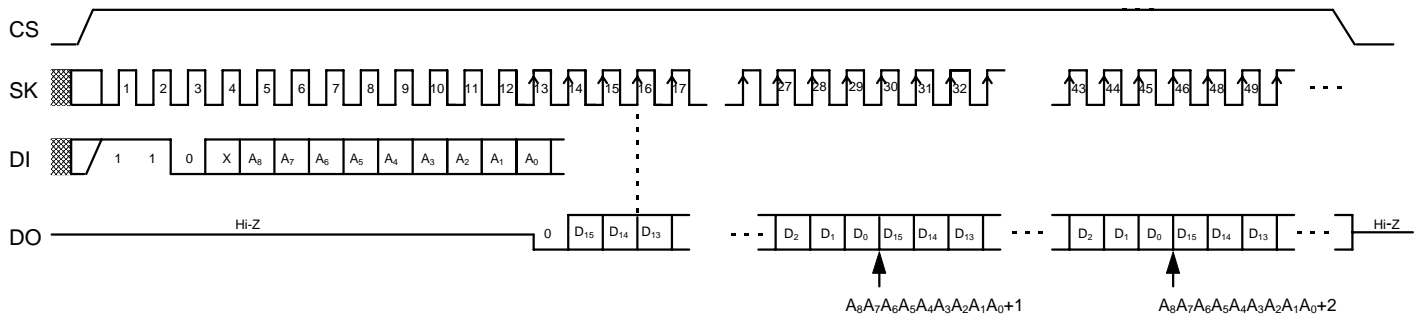 CS
SK 1 2 3 4 5 6 7 8 9 10 11 12 13 14 15 16 17 27 28 29 30 31 32 43 44 45 46 48 49
DI 1 1 0 X A₈ A₇ A₆ A₅ A₄ A₃ A₂ A₁ A₀
DO Hi-Z 0 D₁₅ D₁₄ D₁₃ D₂ D₁ D₀ D₁₅ D₁₄ D₁₃ D₂ D₁ D₀ D₁₅ D₁₄ D₁₃ Hi-Z
A₈A₇A₆A₅A₄A₃A₂A₁A₀+1 A₈A₇A₆A₅A₄A₃A₂A₁A₀+2